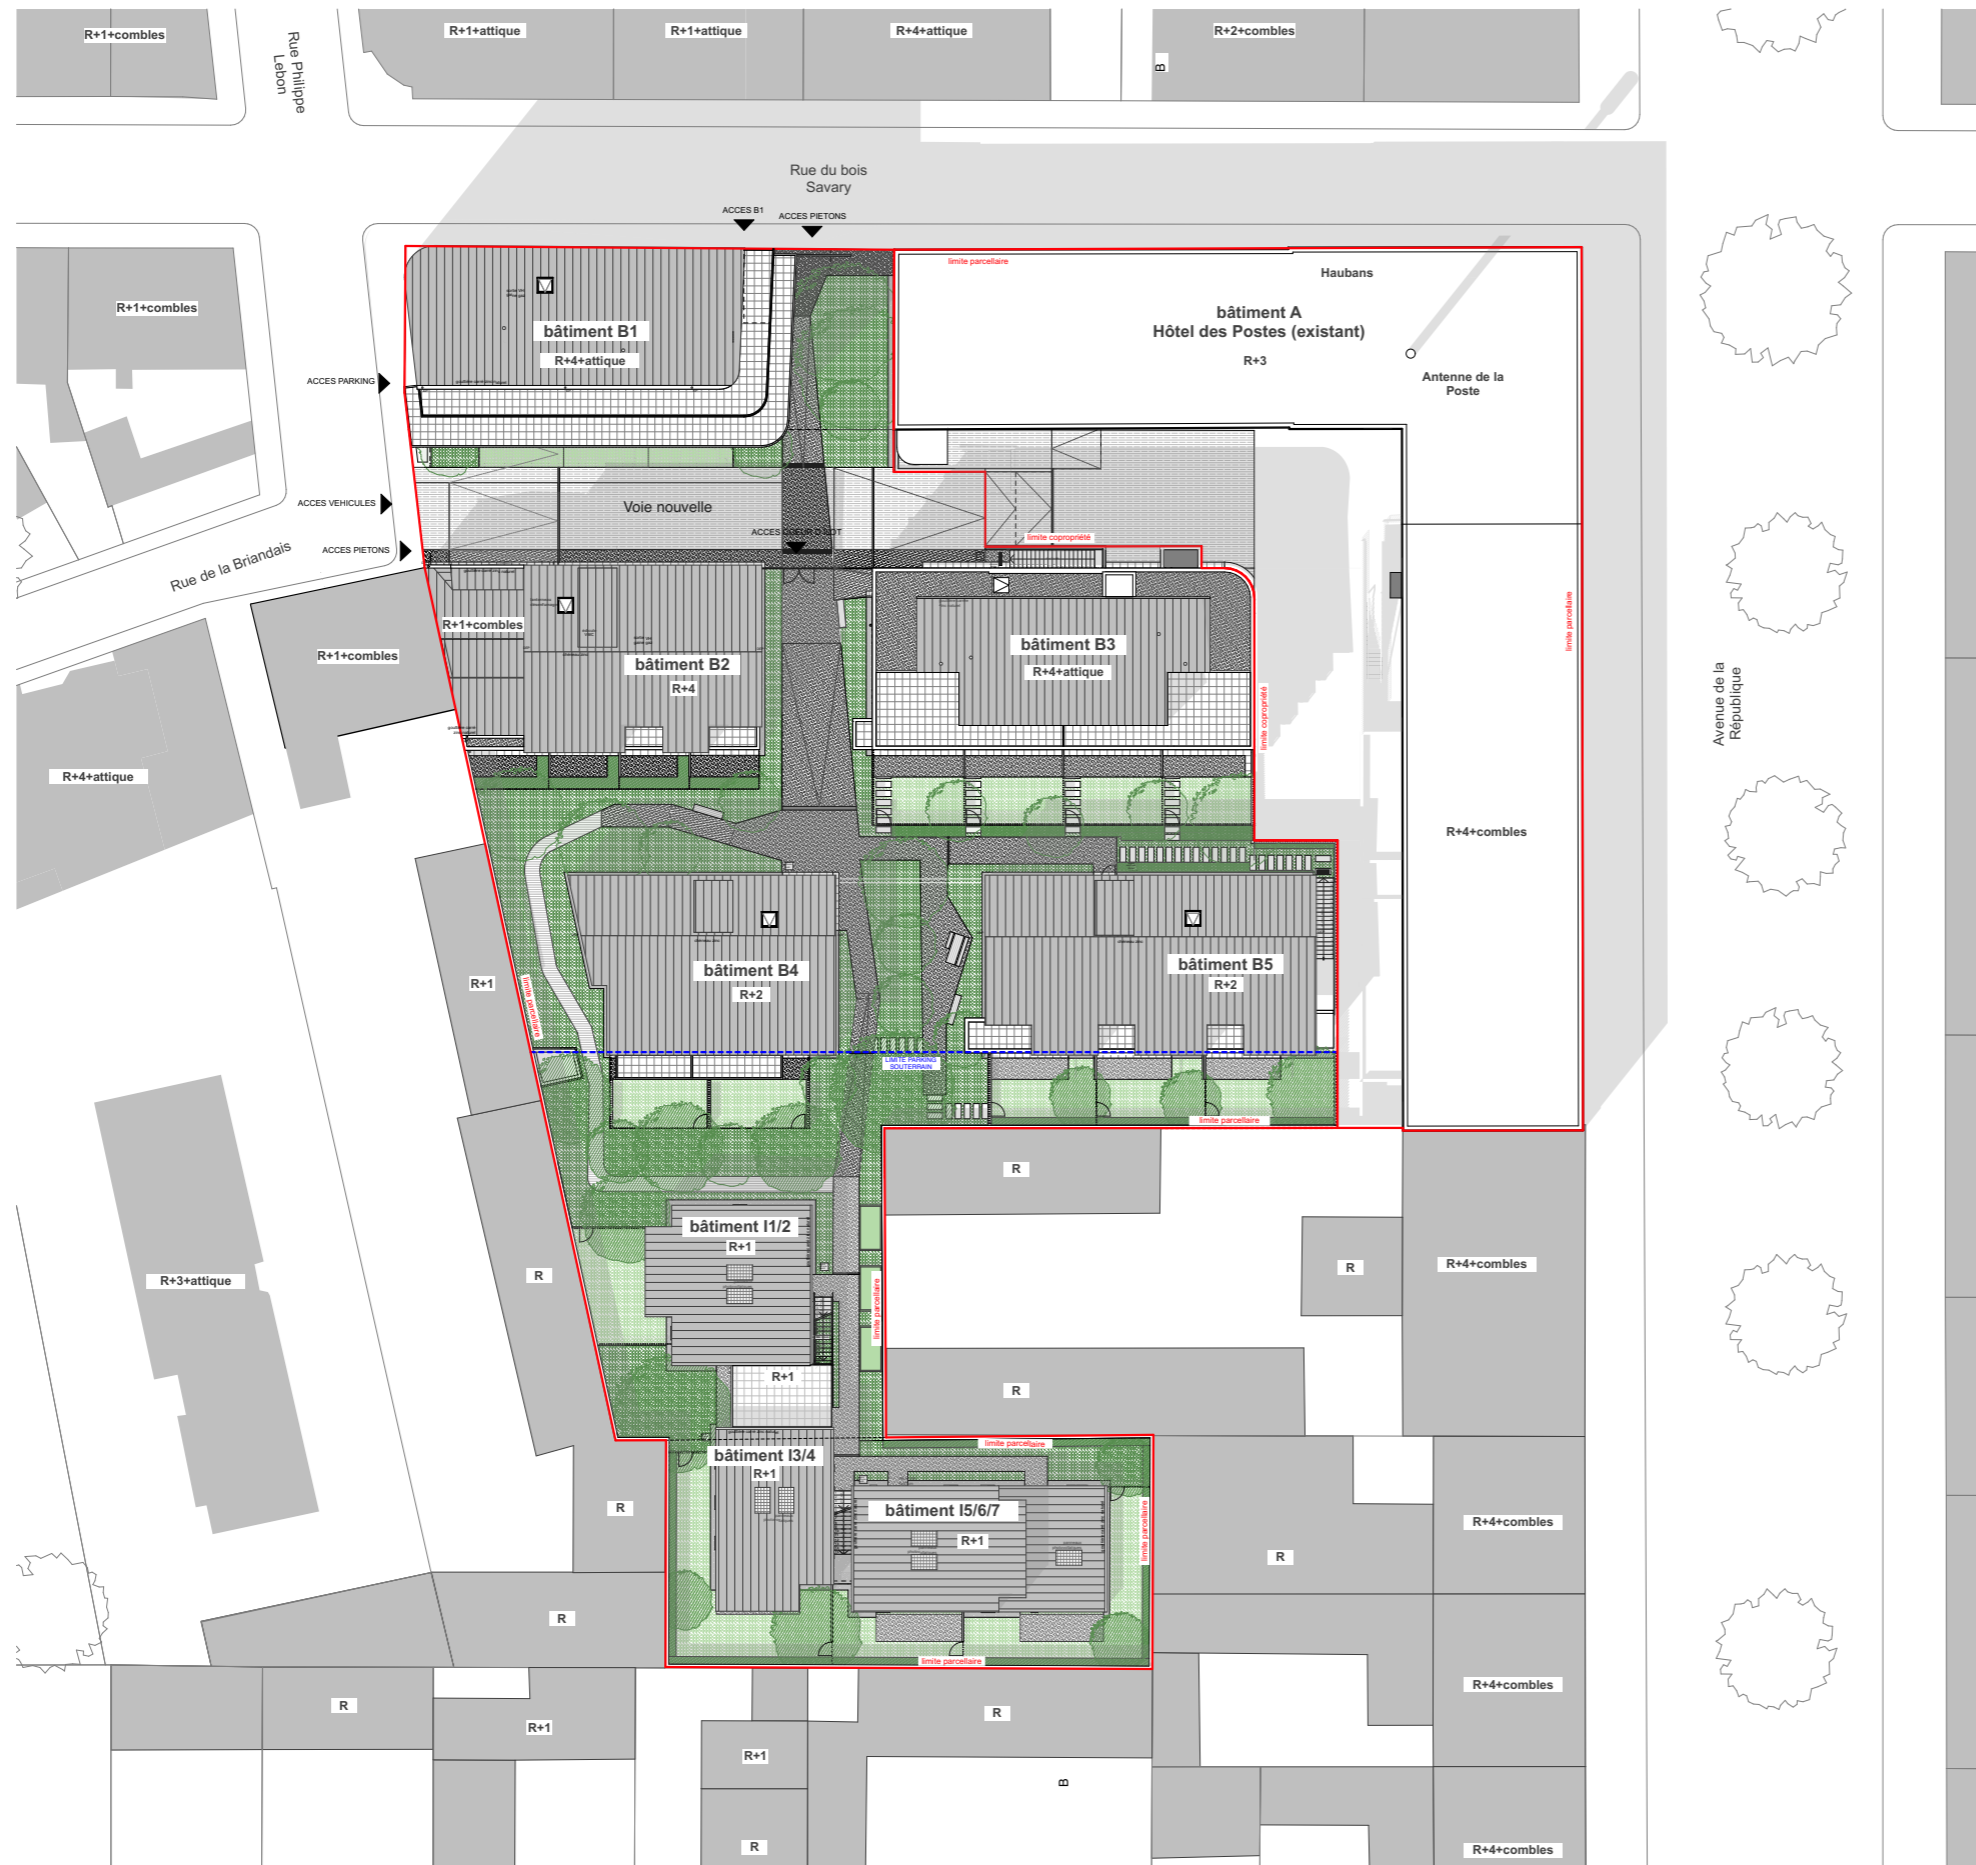 R+1+combles
R+1+attique
R+1+attique
R+4+attique
R+2+combles
B
Rue Philippe
Lebon
Rue du bois
Savary
ACCES B1
ACCES PIETONS
limite parcellaire
Haubans
R+1+combles
bâtiment A
Hôtel des Postes (existant)
R+3
bâtiment B1
R+4+attique
ACCES PARKING
Antenne de la
Poste
ACCES VEHICULES
Voie nouvelle
ACCES COEUR D'ILOT
limite copropriété
ACCES PIETONS
Rue de la Briandais
R+1+combles
R+1+combles
bâtiment B2
R+4
bâtiment B3
R+4+attique
limite parcellaire
limite copropriété
Avenue de la
République
R+4+attique
R+4+combles
bâtiment B4
R+2
bâtiment B5
R+2
R+1
limite parcellaire
LIMITE PARKING
SOUTERRAIN
limite parcellaire
R
bâtiment I1/2
R+1
R
R+3+attique
R
R+4+combles
limite parcellaire
R+1
R
limite parcellaire
bâtiment I3/4
R+1
R
bâtiment I5/6/7
R+1
limite parcellaire
R+4+combles
R
R
limite parcellaire
R
R+1
R
R+4+combles
R+1
B
R
R+4+combles